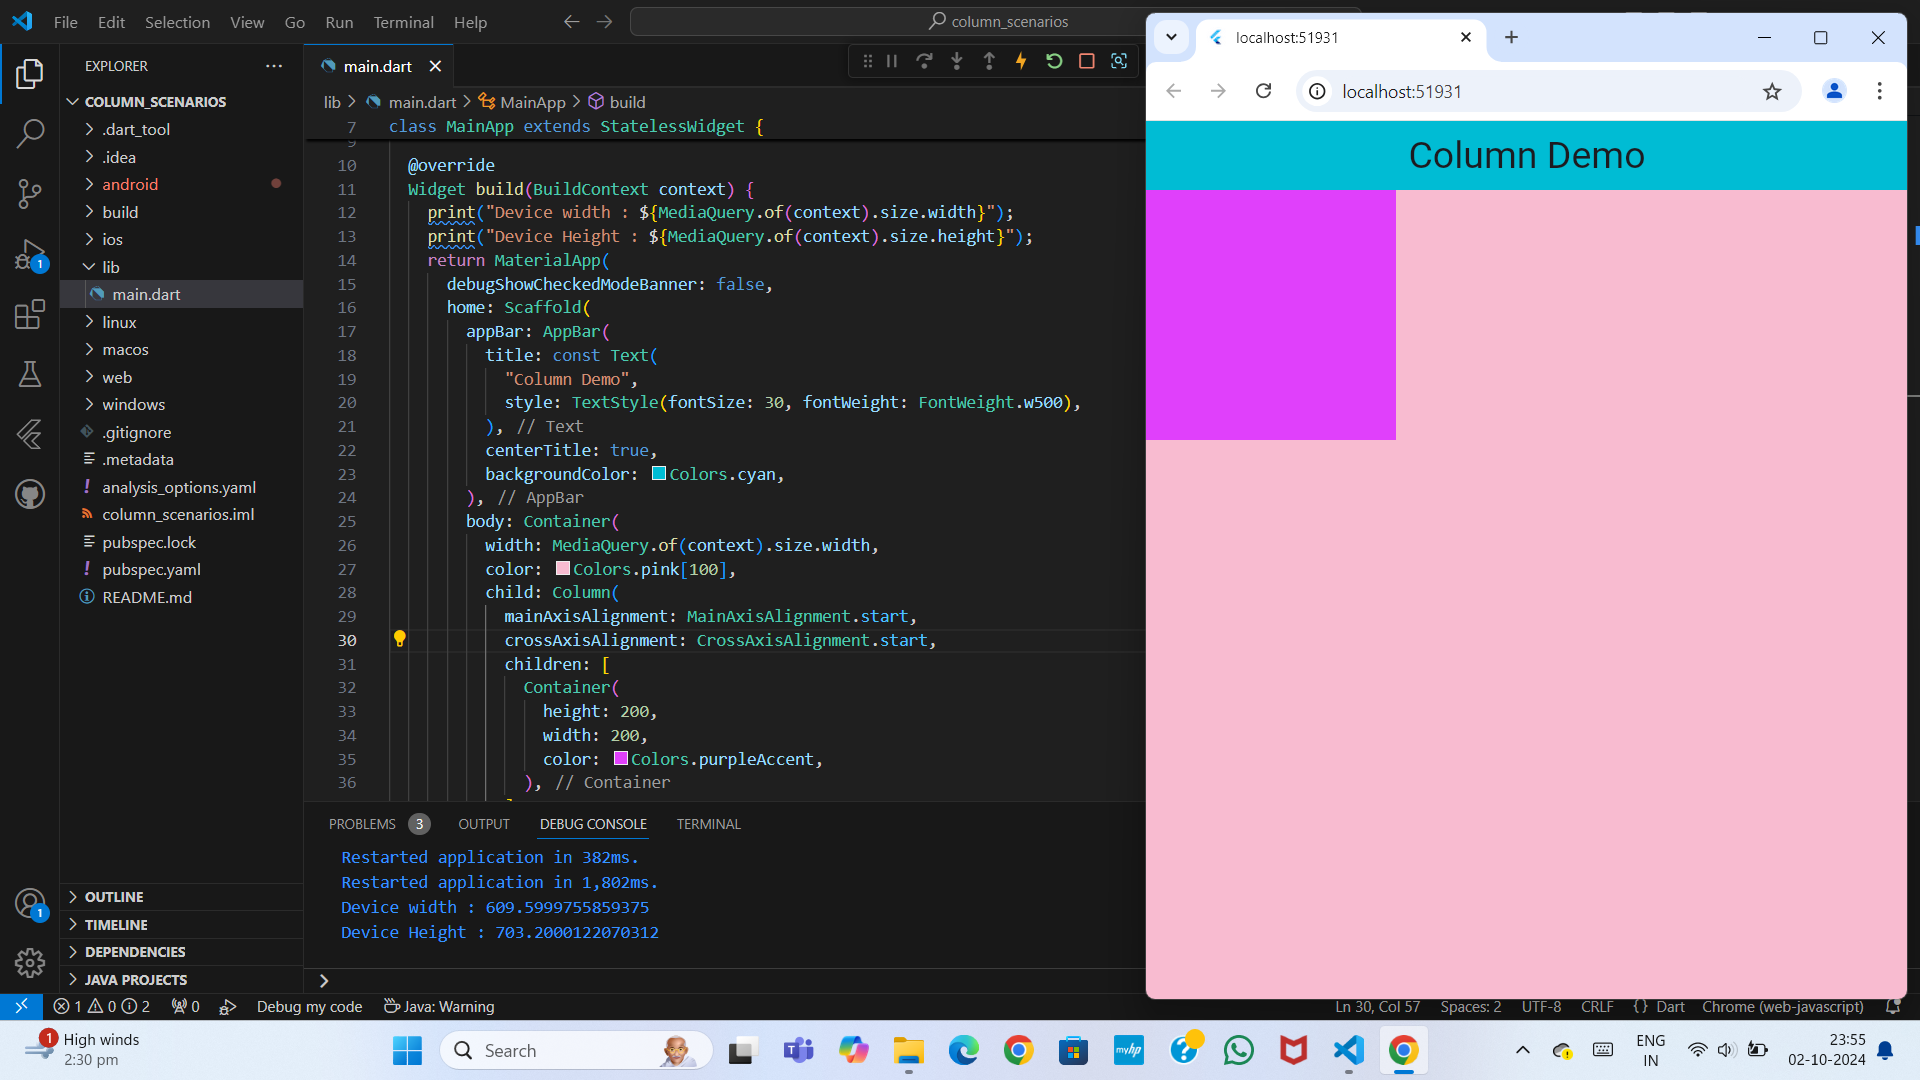 File Edit Selection View Go Run Terminal Help
column_scenarios
EXPLORER
COLUMN_SCENARIOS
.dart_tool
.idea
android
build
ios
lib
main.dart
linux
macos
web
windows
.gitignore
.metadata
! analysis_options.yaml
column_scenarios.iml
pubspec.lock
! pubspec.yaml
README.md
OUTLINE
TIMELINE
DEPENDENCIES
JAVA PROJECTS
1
1
main.dart
lib > main.dart > MainApp > build
7 class MainApp extends StatelessWidget {
9
10 @override
11 Widget build(BuildContext context) {
12 print("Device width : ${MediaQuery.of(context).size.width}");
13 print("Device Height : ${MediaQuery.of(context).size.height}");
14 return MaterialApp(
15 debugShowCheckedModeBanner: false,
16 home: Scaffold(
17 appBar: AppBar(
18 title: const Text(
19 "Column Demo",
20 style: TextStyle(fontSize: 30, fontWeight: FontWeight.w500),
21 ), // Text
22 centerTitle: true,
23 backgroundColor: Colors.cyan,
24 ), // AppBar
25 body: Container(
26 width: MediaQuery.of(context).size.width,
27 color: Colors.pink[100],
28 child: Column(
29 mainAxisAlignment: MainAxisAlignment.start,
30 crossAxisAlignment: CrossAxisAlignment.start,
31 children: [
32 Container(
33 height: 200,
34 width: 200,
35 color: Colors.purpleAccent,
36 ), // Container
PROBLEMS 3 OUTPUT DEBUG CONSOLE TERMINAL
Restarted application in 382ms.
Restarted application in 1,802ms.
Device width : 609.5999755859375
Device Height : 703.2000122070312
>
localhost:51931
localhost:51931
Column Demo
1 0 2 0 Debug my code Java: Warning
Ln 30, Col 57 Spaces: 2 UTF-8 CRLF {} Dart Chrome (web-javascript)
1
High winds
2:30 pm
Search
myhp
ENG
IN
23:55
02-10-2024